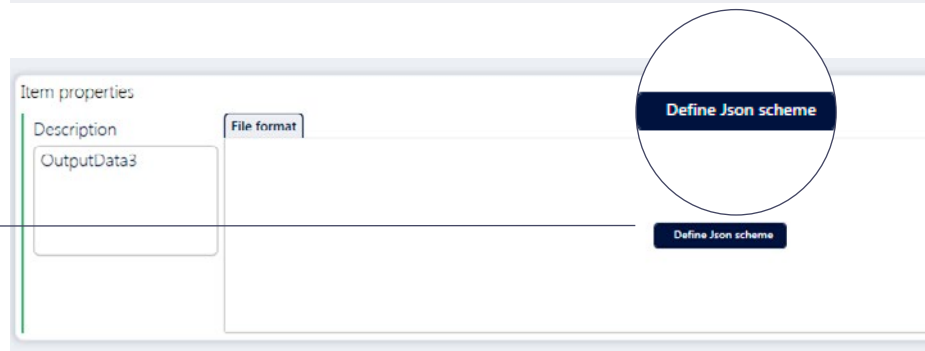 Item properties
Description
OutputData3
File format
Define Json scheme
Define Json scheme